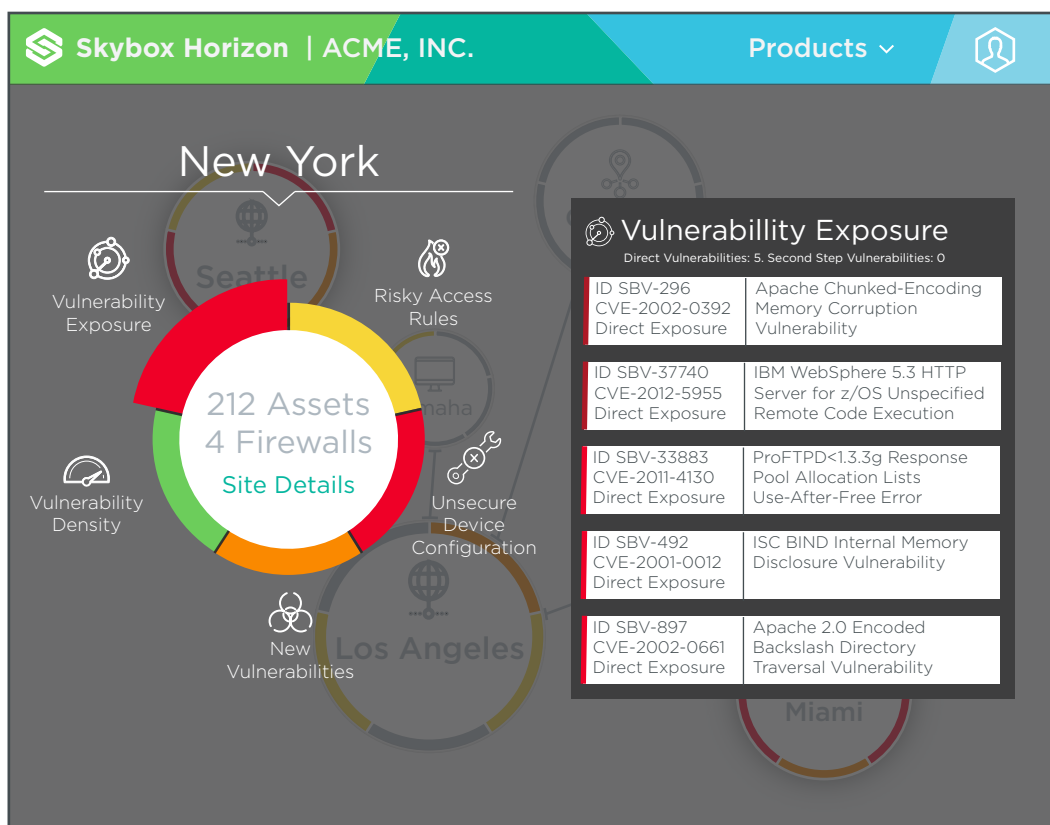 Skybox Horizon | ACME, INC.
Products
New York
Seattle
Vulnerability
Exposure
Risky Access
Rules
212 Assets
4 Firewalls
Site Details
maha
Vulnerability
Density
Unsecure
Device
Configuration
New
Vulnerabilities
Los Angeles
Vulnerabillity Exposure
Direct Vulnerabilities: 5. Second Step Vulnerabilities: 0
ID SBV-296
CVE-2002-0392
Direct Exposure
Apache Chunked-Encoding
Memory Corruption
Vulnerability
ID SBV-37740
CVE-2012-5955
Direct Exposure
IBM WebSphere 5.3 HTTP
Server for z/OS Unspecified
Remote Code Execution
ID SBV-33883
CVE-2011-4130
Direct Exposure
ProFTPD<1.3.3g Response
Pool Allocation Lists
Use-After-Free Error
ID SBV-492
CVE-2001-0012
Direct Exposure
ISC BIND Internal Memory
Disclosure Vulnerability
ID SBV-897
CVE-2002-0661
Direct Exposure
Apache 2.0 Encoded
Backslash Directory
Traversal Vulnerability
Miami